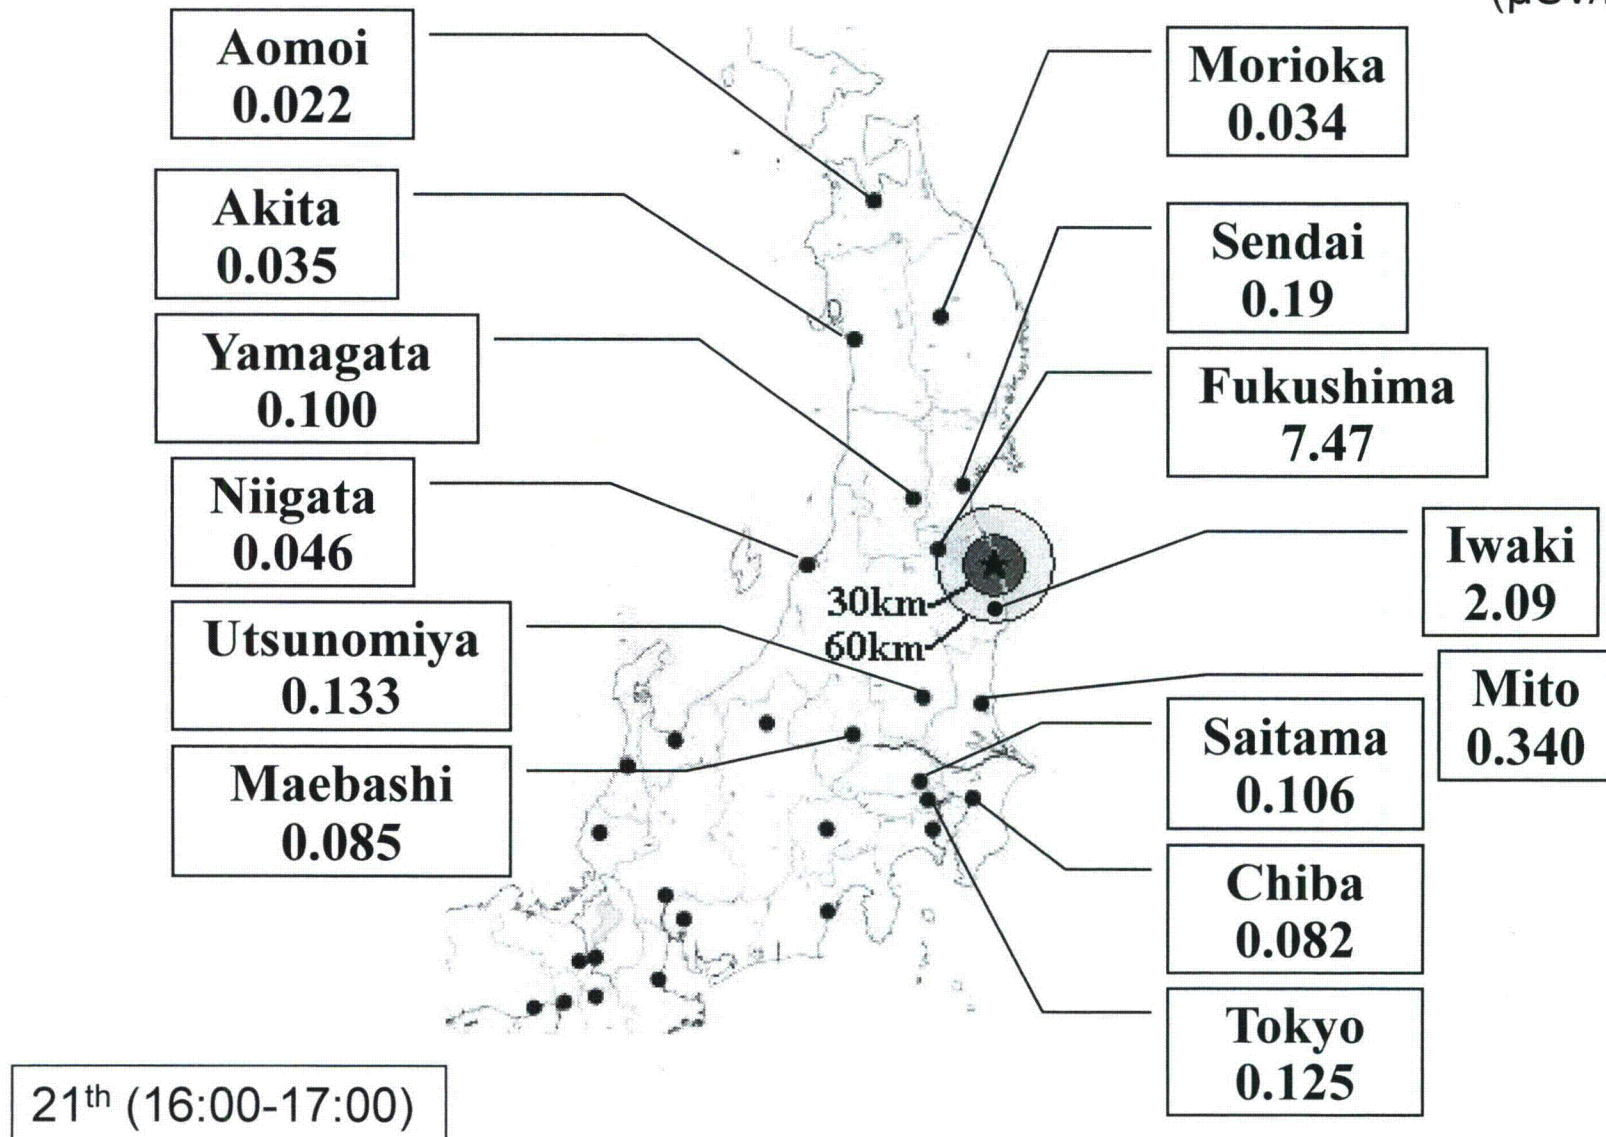 Aomoi
0.022
Akita
0.035
Yamagata
0.100
Niigata
0.046
Utsunomiya
0.133
Maebashi
0.085
Morioka
0.034
Sendai
0.19
Fukushima
7.47
Iwaki
2.09
Mito
0.340
Saitama
0.106
Chiba
0.082
Tokyo
0.125
30km
60km
21th (16:00-17:00)